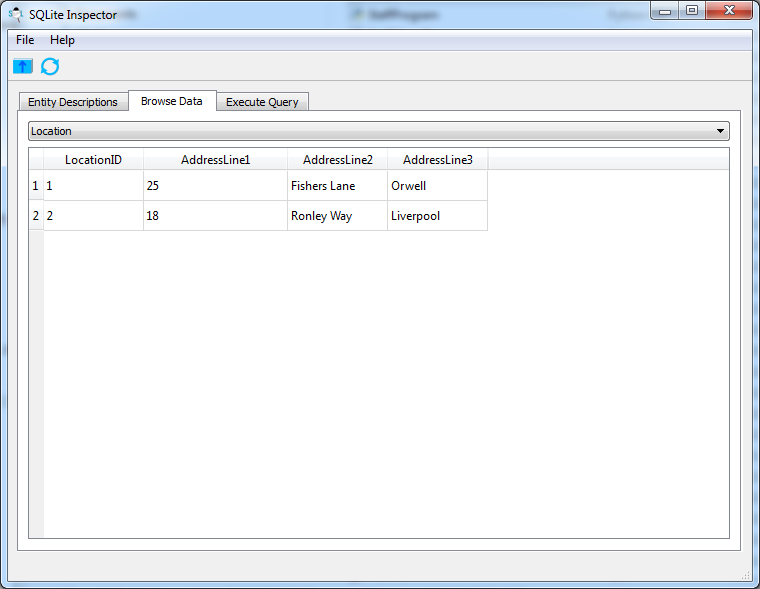 SQLite Inspector
File Help
Entity Descriptions Browse Data Execute Query
Location
LocationID AddressLine1 AddressLine2 AddressLine3
1 1 25 Fishers Lane Orwell
2 2 18 Ronley Way Liverpool